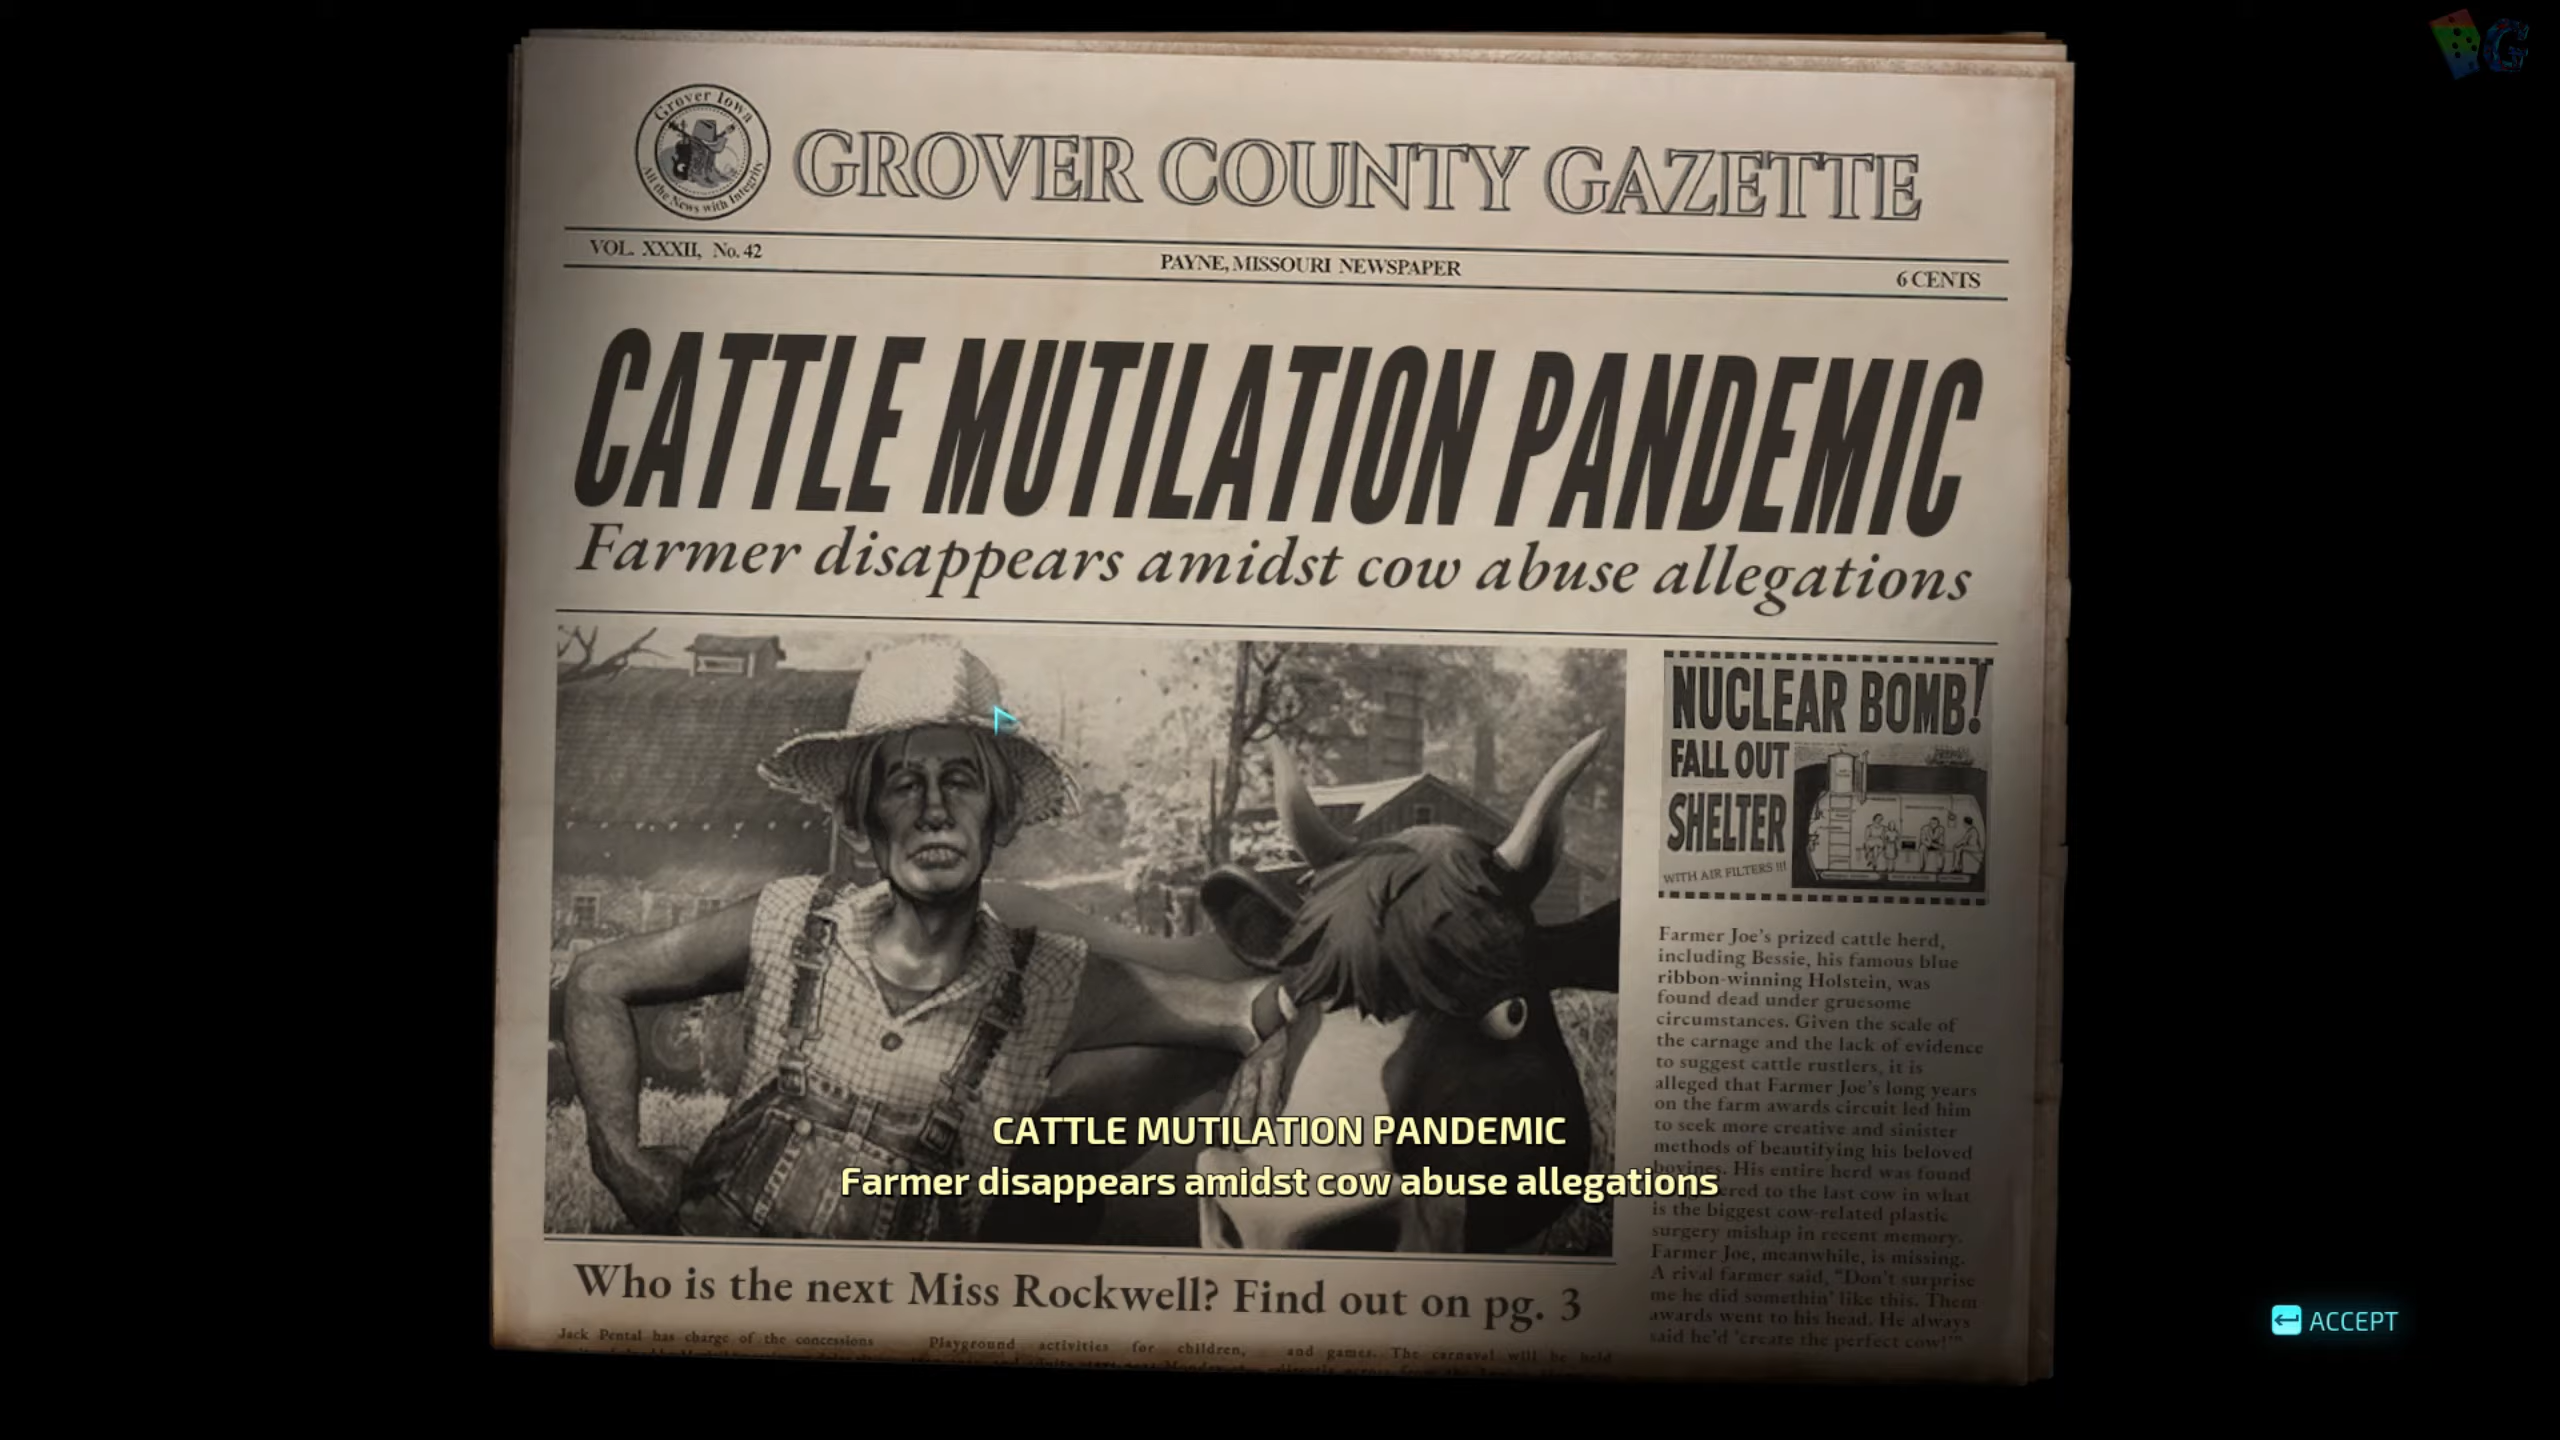 Grover Iowa
All the News with Integrity
GROVER COUNTY GAZETTE
VOL. XXXII, No. 42
PAYNE, MISSOURI NEWSPAPER
6 CENTS
CATTLE MUTILATION PANDEMIC
Farmer disappears amidst cow abuse allegations
NUCLEAR BOMB!
FALL OUT
SHELTER
WITH AIR FILTERS !!!
Farmer Joe's prized cattle herd,
including Bessie, his famous blue
ribbon-winning Holstein, was
found dead under gruesome
circumstances. Given the scale of
the carnage and the lack of evidence
to suggest cattle rustlers, it is
alleged that Farmer Joe's long years
on the farm awards circuit led him
to seek more creative and sinister
methods of beautifying his beloved
bovines. His entire herd was found
to the last cow in what
is the biggest cow-related plastic
surgery mishap in recent memory.
Farmer Joe, meanwhile, is missing.
A rival farmer said, "Don't surprise
me he did somethin' like this. Them
awards went to his head. He always
said he'd 'create the perfect cow!'"
CATTLE MUTILATION PANDEMIC
Farmer disappears amidst cow abuse allegations
Who is the next Miss Rockwell? Find out on pg. 3
Jack Pental has charge of the concessions
Playground activities for children,
and games. The carnaval will be held
ACCEPT
G